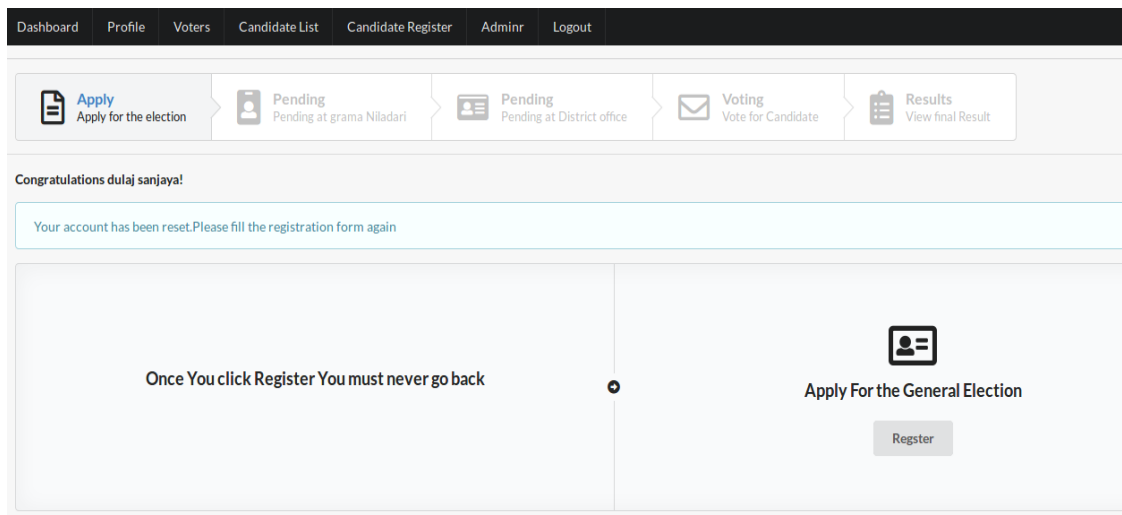 Dashboard Profile Voters Candidate List Candidate Register Adminr Logout
Apply
Apply for the election
Pending
Pending at grama Niladari
Pending
Pending at District office
Voting
Vote for Candidate
Results
View final Result
Congratulations dulaj sanjaya!
Your account has been reset.Please fill the registration form again
Once You click Register You must never go back
Apply For the General Election
Regster